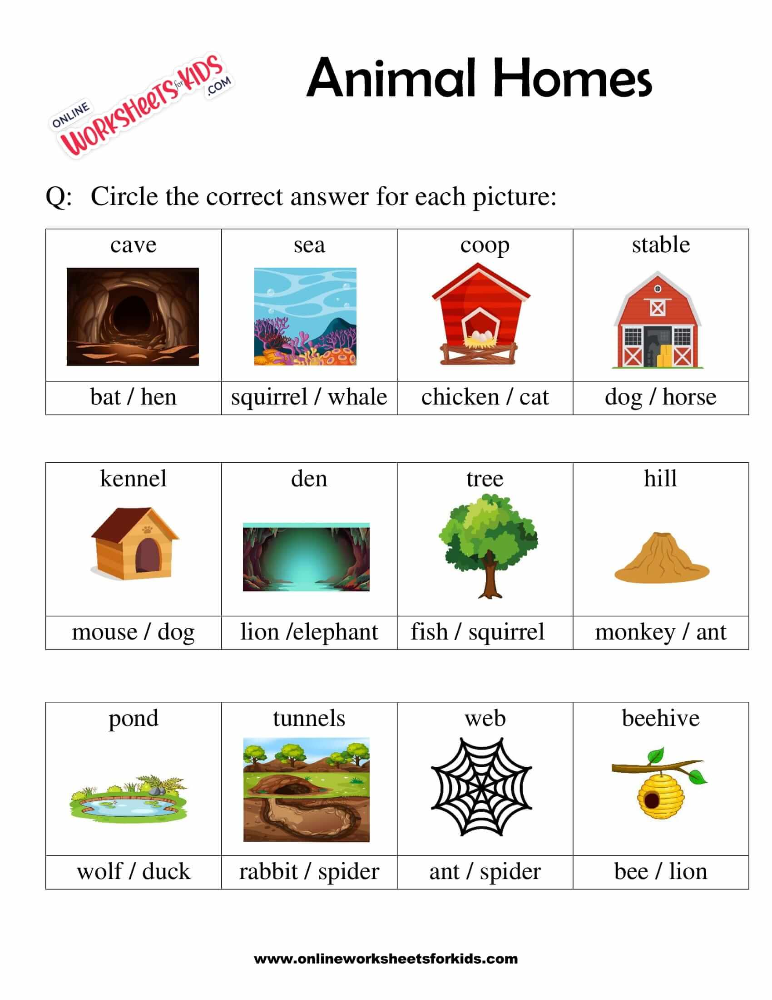 ONLINE
WORKSHEETS for KIDS
.COM
Animal Homes
Q: Circle the correct answer for each picture:
cave sea coop stable
bat / hen squirrel / whale chicken / cat dog / horse
kennel den tree hill
mouse / dog lion /elephant fish / squirrel monkey / ant
pond tunnels web beehive
wolf / duck rabbit / spider ant / spider bee / lion
www.onlineworksheetsforkids.com